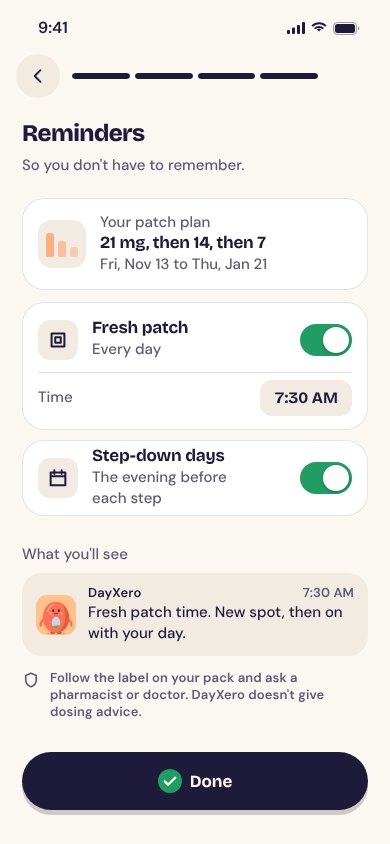 9:41
Reminders
So you don't have to remember.
Your patch plan
21 mg, then 14, then 7
Fri, Nov 13 to Thu, Jan 21
Fresh patch
Every day
Time
7:30 AM
Step-down days
The evening before
each step
What you'll see
DayXero
7:30 AM
Fresh patch time. New spot, then on
with your day.
Follow the label on your pack and ask a
pharmacist or doctor. DayXero doesn't give
dosing advice.
Done